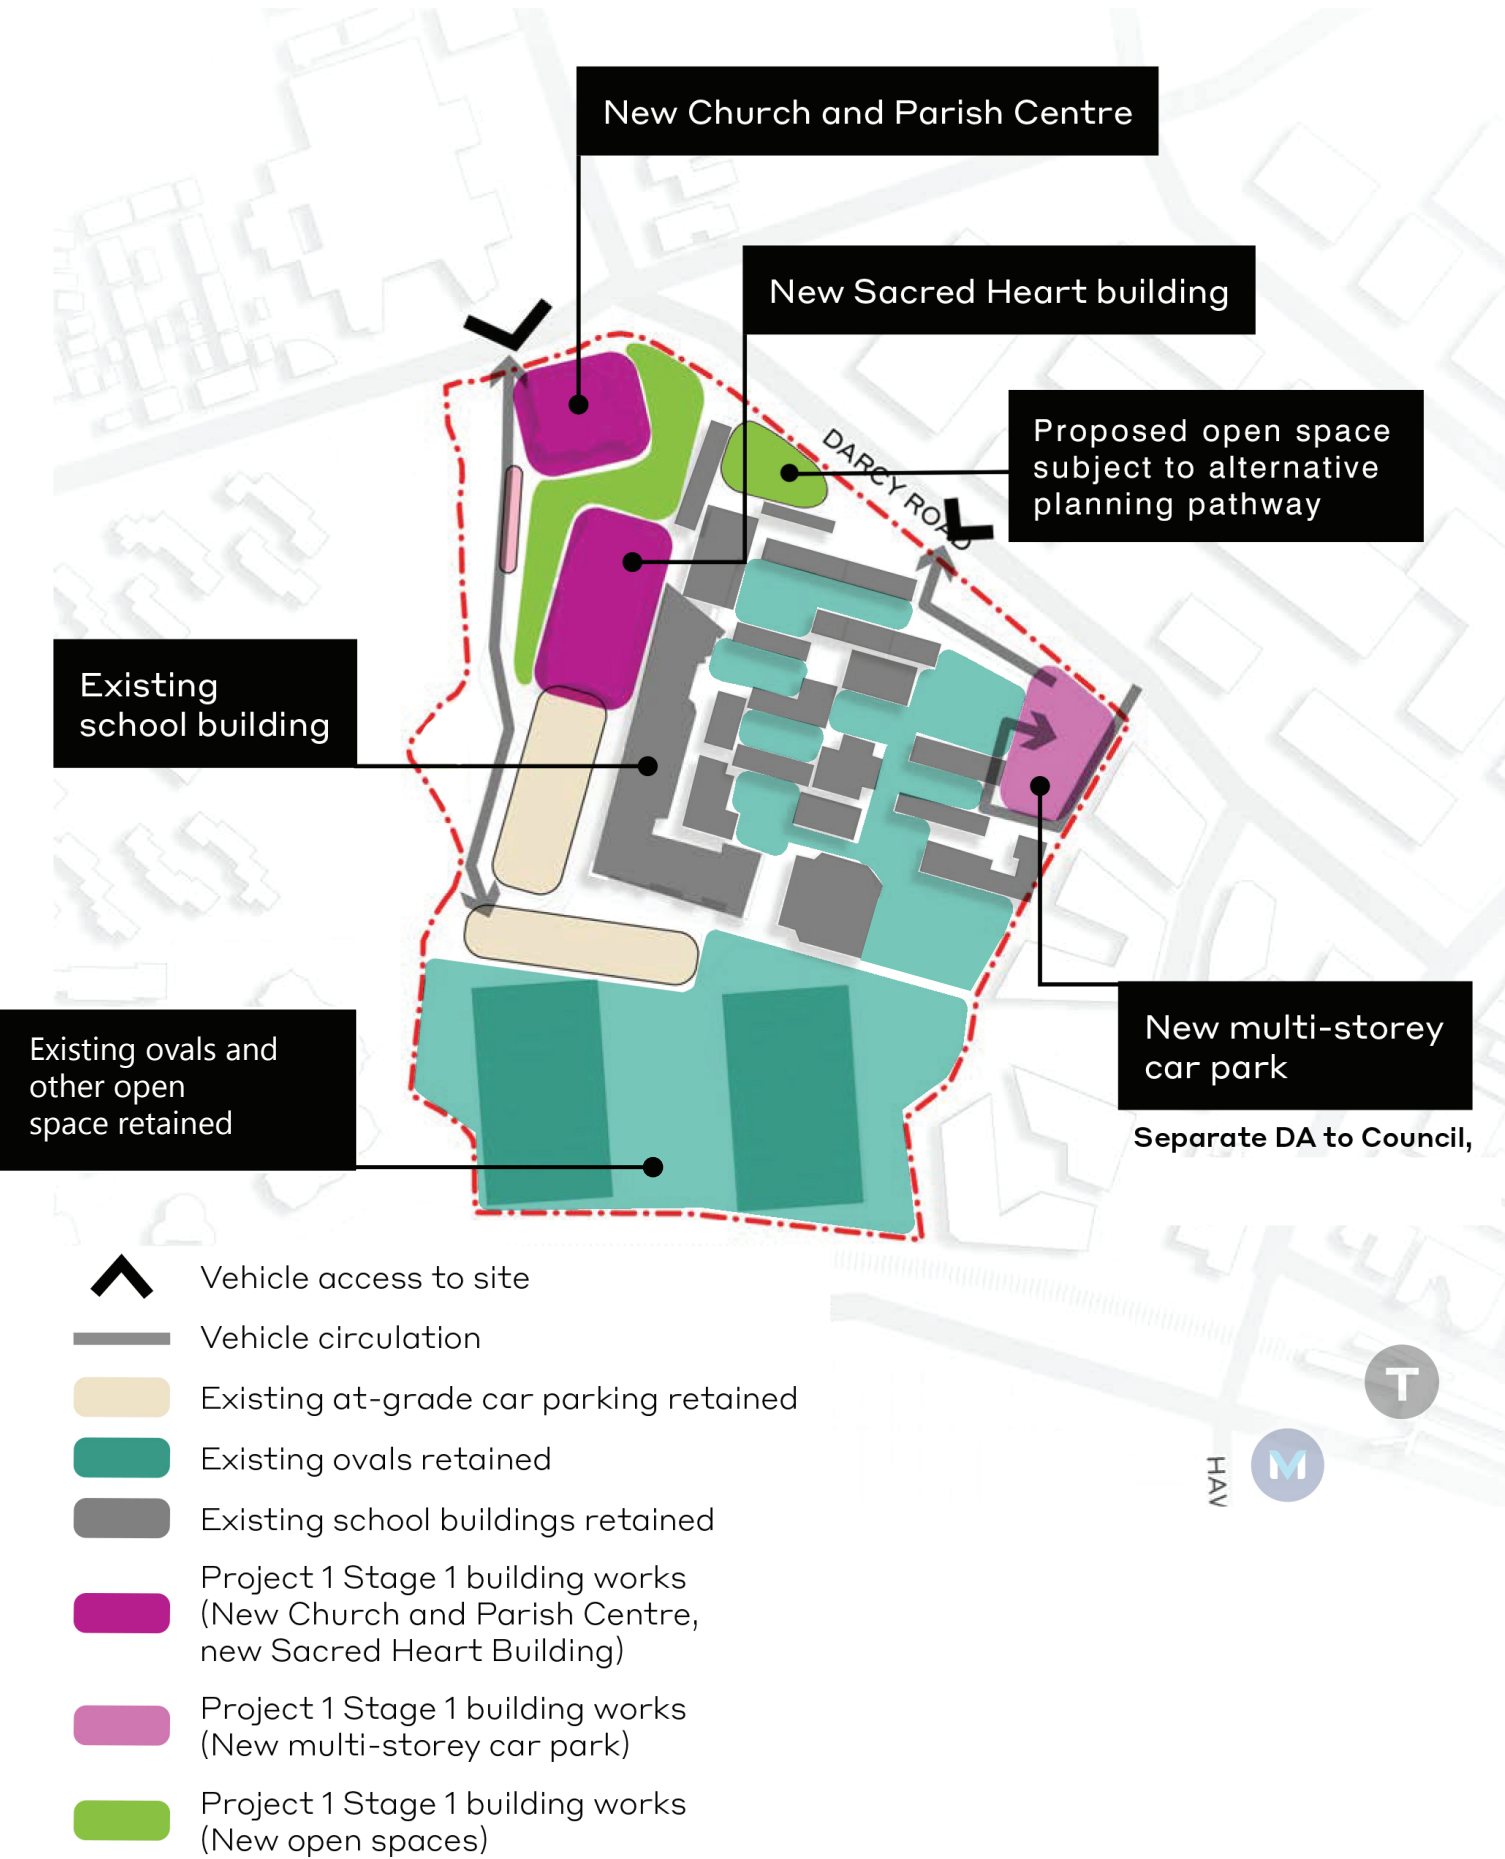 New Church and Parish Centre
New Sacred Heart building
Proposed open space
subject to alternative
planning pathway
DARCY ROAD
Existing
school building
Existing ovals and
other open
space retained
New multi-storey
car park
Separate DA to Council,
Vehicle access to site
Vehicle circulation
Existing at-grade car parking retained
Existing ovals retained
Existing school buildings retained
Project 1 Stage 1 building works
(New Church and Parish Centre,
new Sacred Heart Building)
Project 1 Stage 1 building works
(New multi-storey car park)
Project 1 Stage 1 building works
(New open spaces)
T
M
HAV